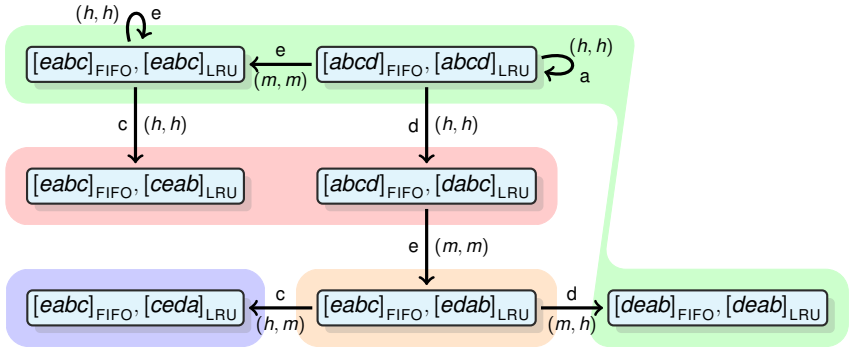 (h, h) e
[eabc]FIFO, [eabc]LRU
e
(m, m)
[abcd]FIFO, [abcd]LRU
(h, h)
a
c (h, h)
d (h, h)
[eabc]FIFO, [ceab]LRU
[abcd]FIFO, [dabc]LRU
e (m, m)
[eabc]FIFO, [ceda]LRU
c
(h, m)
[eabc]FIFO, [edab]LRU
d
(m, h)
[deab]FIFO, [deab]LRU